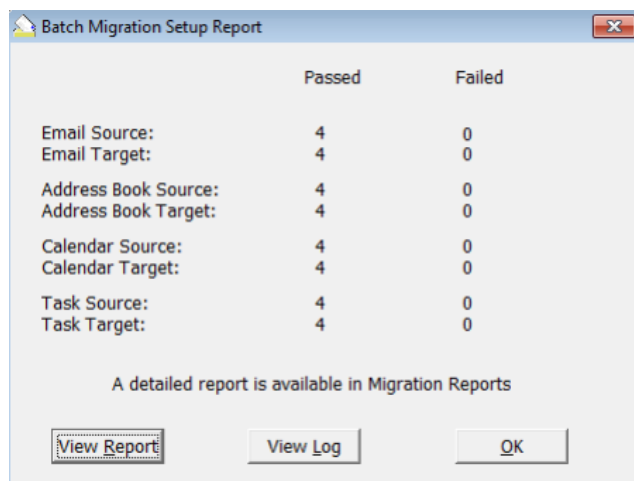 Batch Migration Setup Report
Passed Failed
Email Source: 4 0
Email Target: 4 0
Address Book Source: 4 0
Address Book Target: 4 0
Calendar Source: 4 0
Calendar Target: 4 0
Task Source: 4 0
Task Target: 4 0
A detailed report is available in Migration Reports
View Report View Log OK